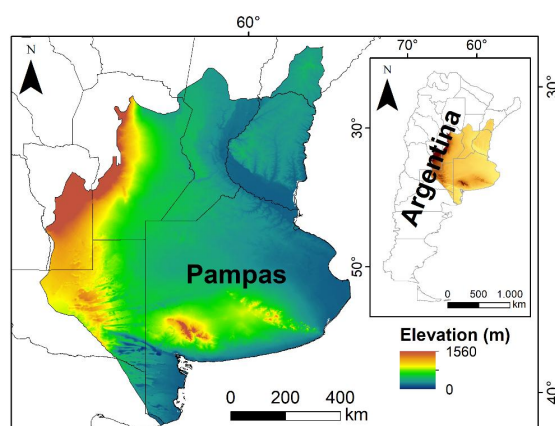 60°
N
Pampas
0 200 400
km
40°
70° 60°
N
30°
30°
Argentina
50°
0 500 1.000
km
Elevation (m)
1560
0